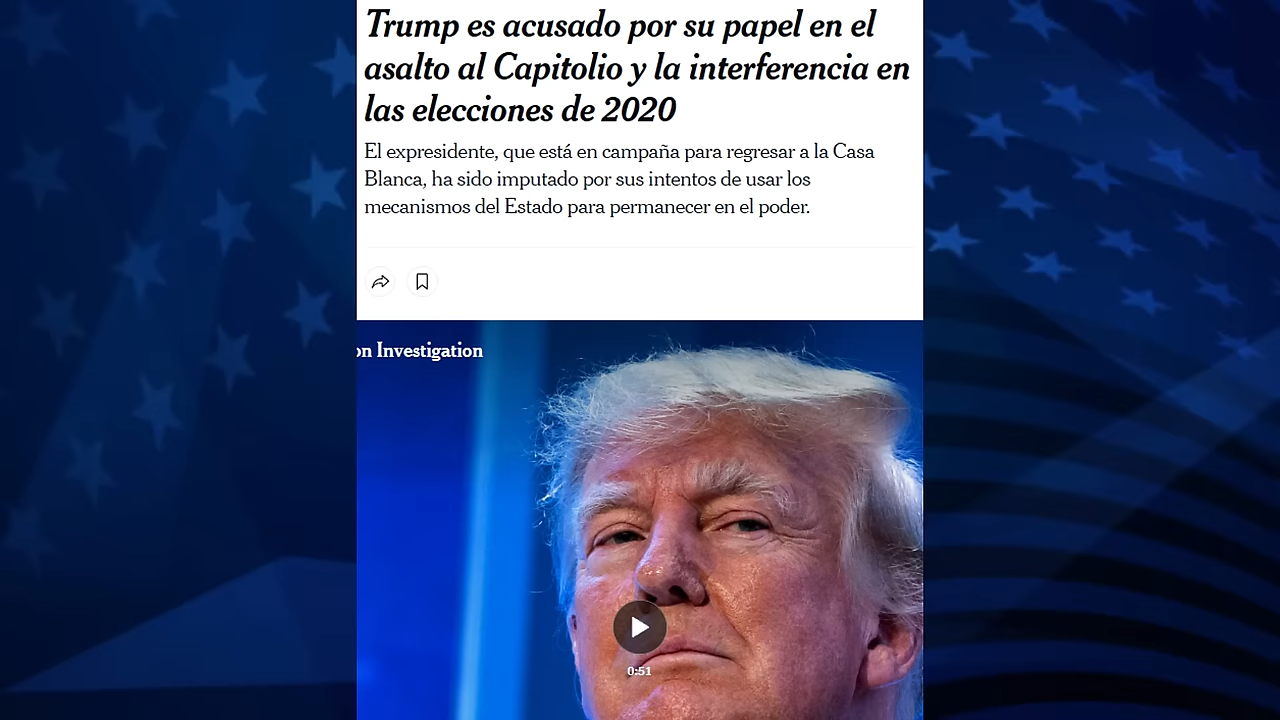 Trump es acusado por su papel en el
asalto al Capitolio y la interferencia en
las elecciones de 2020
El expresidente, que está en campaña para regresar a la Casa
Blanca, ha sido imputado por sus intentos de usar los
mecanismos del Estado para permanecer en el poder.
on Investigation
0:51